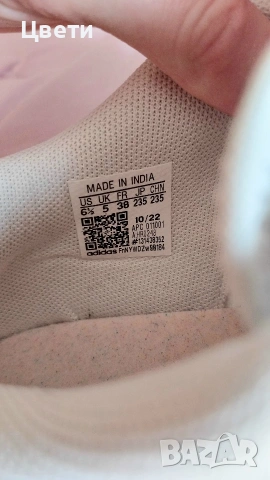 Цвети
MADE IN INDIA
US UK FR JP CHN
6½ 5 38 235 235
10/22
APC 011001
#131438352
adidas
BAZAR